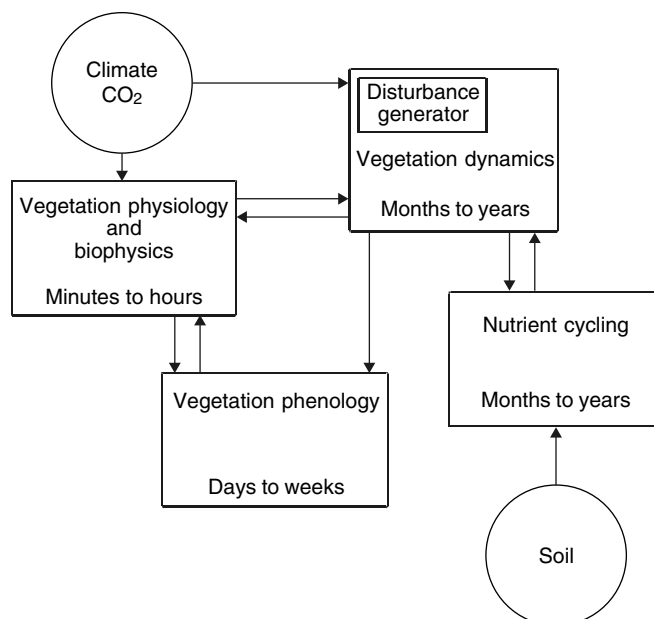 Climate
CO₂
Disturbance
generator
Vegetation dynamics
Months to years
Vegetation physiology
and
biophysics
Minutes to hours
Nutrient cycling
Months to years
Vegetation phenology
Days to weeks
Soil